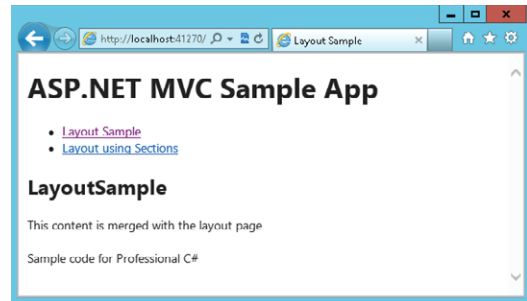 http://localhost:41270/
Layout Sample
ASP.NET MVC Sample App
Layout Sample
Layout using Sections
LayoutSample
This content is merged with the layout page
Sample code for Professional C#